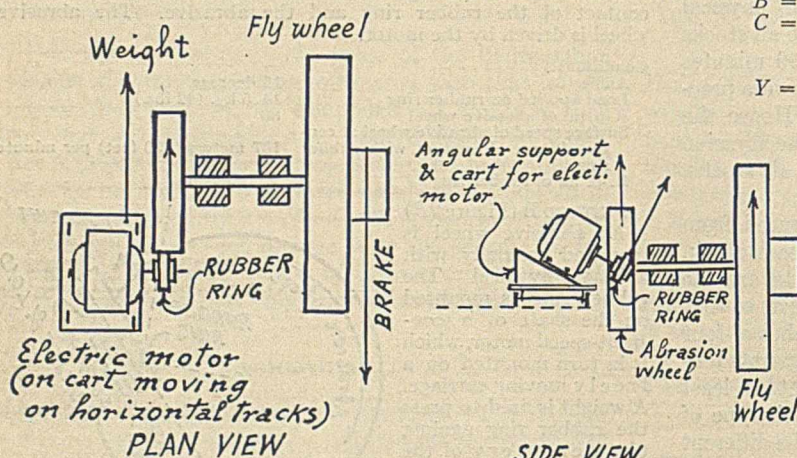 B =
C =
Y =
Weight
Fly wheel
RUBBER
RING
BRAKE
Electric motor
(on cart moving
on horizontal tracks)
PLAN VIEW
Angular support
& cart for elect.
motor
RUBBER
RING
Abrasion
wheel
Fly
wheel
SIDE VIEW